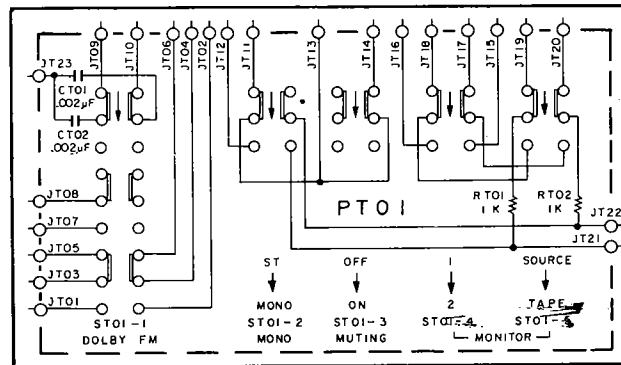 JT09
JT10
JT06
JT04
JT02
JT12
JT11
JT13
JT14
JT16
JT18
JT17
JT15
JT19
JT20
JT23
CT01
.002µF
CT02
.002µF
JT08
JT07
JT05
JT03
JT01
PT01
RT01
1K
RT02
1K
JT22
JT21
ST OFF 1 SOURCE
MONO ON 2 TAPE
ST01-1 ST01-2 ST01-3 ST01-4
DOLBY FM MONO MUTING MONITOR